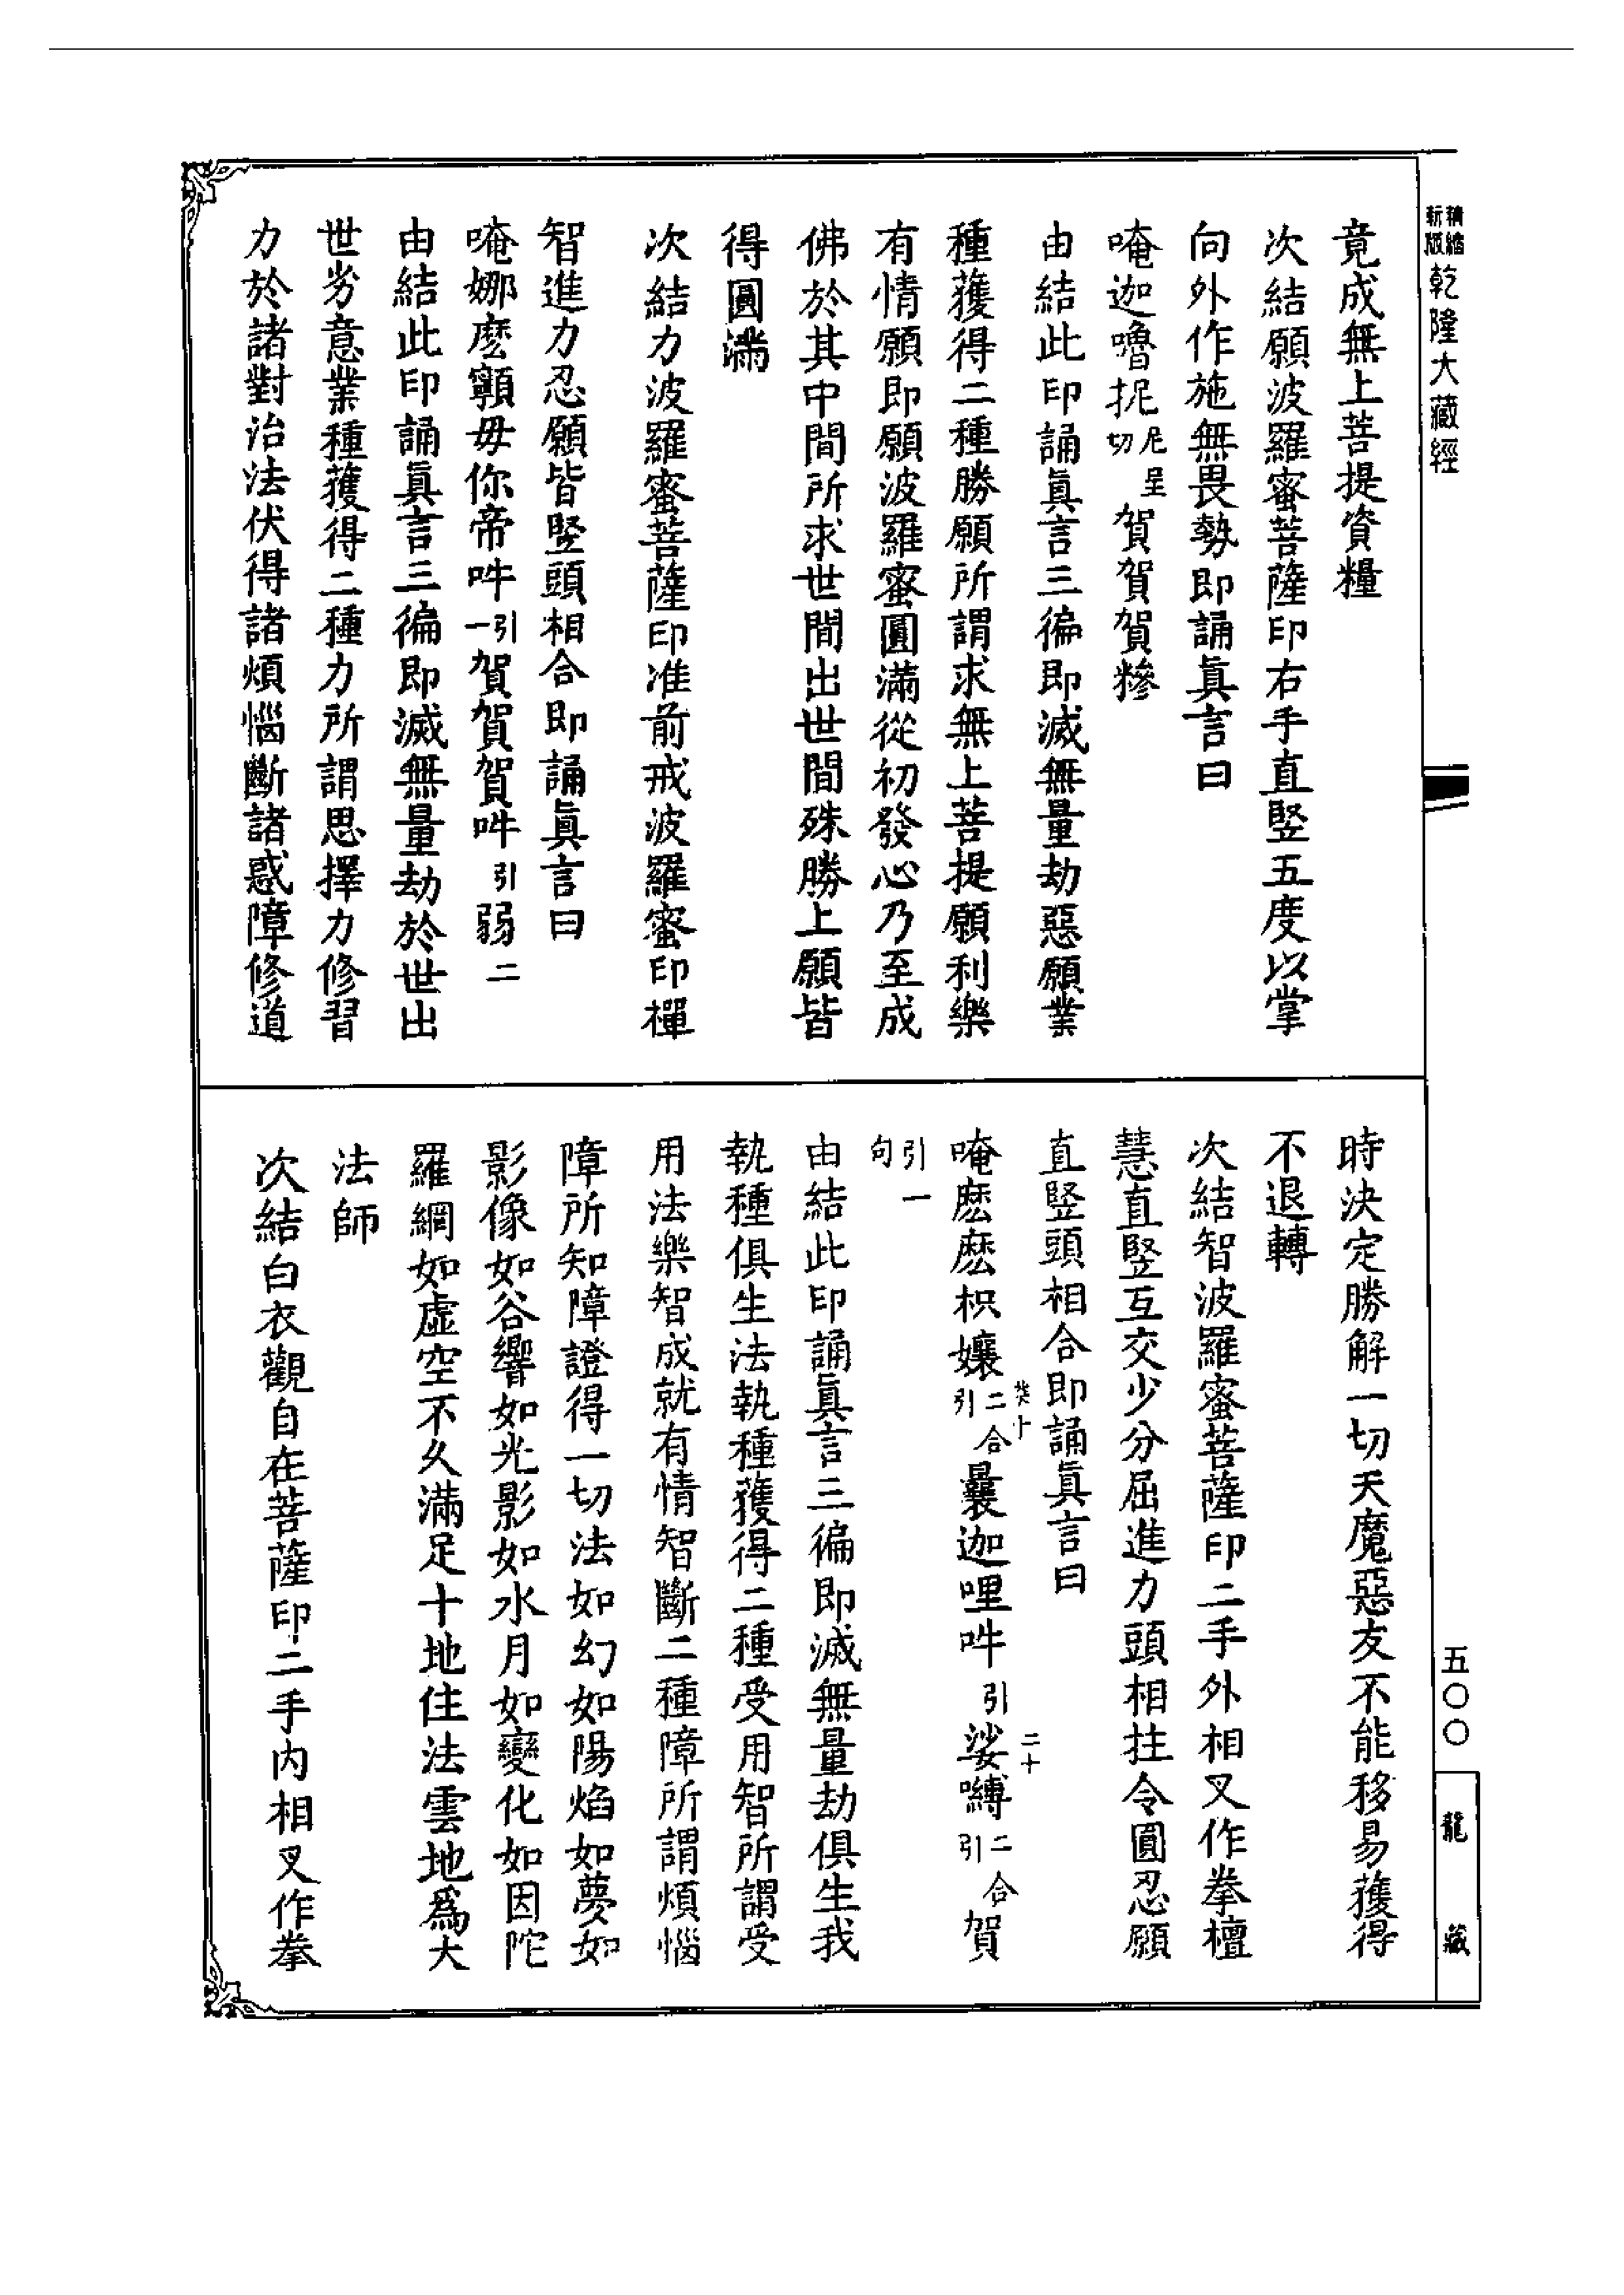 精縮新版乾隆大藏經
竟成無上菩提資糧
次結願波羅蜜菩薩印右手直竪五度以掌
向外作施無畏勢即誦眞言曰
唵迦嚕抳尼呈切賀賀賀糝
由結此印誦眞言三徧即滅無量劫惡願業
種獲得二種勝願所謂求無上菩提願利樂
有情願即願波羅蜜圓滿從初發心乃至成
佛於其中間所求世間出世間殊勝上願皆
得圓滿
次結力波羅蜜菩薩印准前戒波羅蜜印檀
智進力忍願皆竪頭相合即誦眞言曰
唵娜麽𩕳毋你帝吽引一賀賀賀吽引弱二
由結此印誦眞言三徧即滅無量劫於世出
世劣意業種獲得二種力所謂思擇力修習
力於諸對治法伏得諸煩惱斷諸惑障修道
時決定勝解一切天魔惡友不能移易獲得
不退轉
次結智波羅蜜菩薩印二手外相叉作拳檀
慧直竪互交少分屈進力頭相拄令圓忍願
直竪頭相合即誦眞言曰
唵麽麽枳孃二合引曩迦哩吽引娑嚩二合引賀
引一句
由結此印誦眞言三徧即滅無量劫俱生我
執種俱生法執種獲得二種受用智所謂受
用法樂智成就有情智斷二種障所謂煩惱
障所知障證得一切法如幻如陽焰如夢如
影像如谷響如光影如水月如變化如因陀
羅網如虛空不久滿足十地住法雲地爲大
法師
次結白衣觀自在菩薩印二手內相叉作拳
五〇〇
龍藏
二十